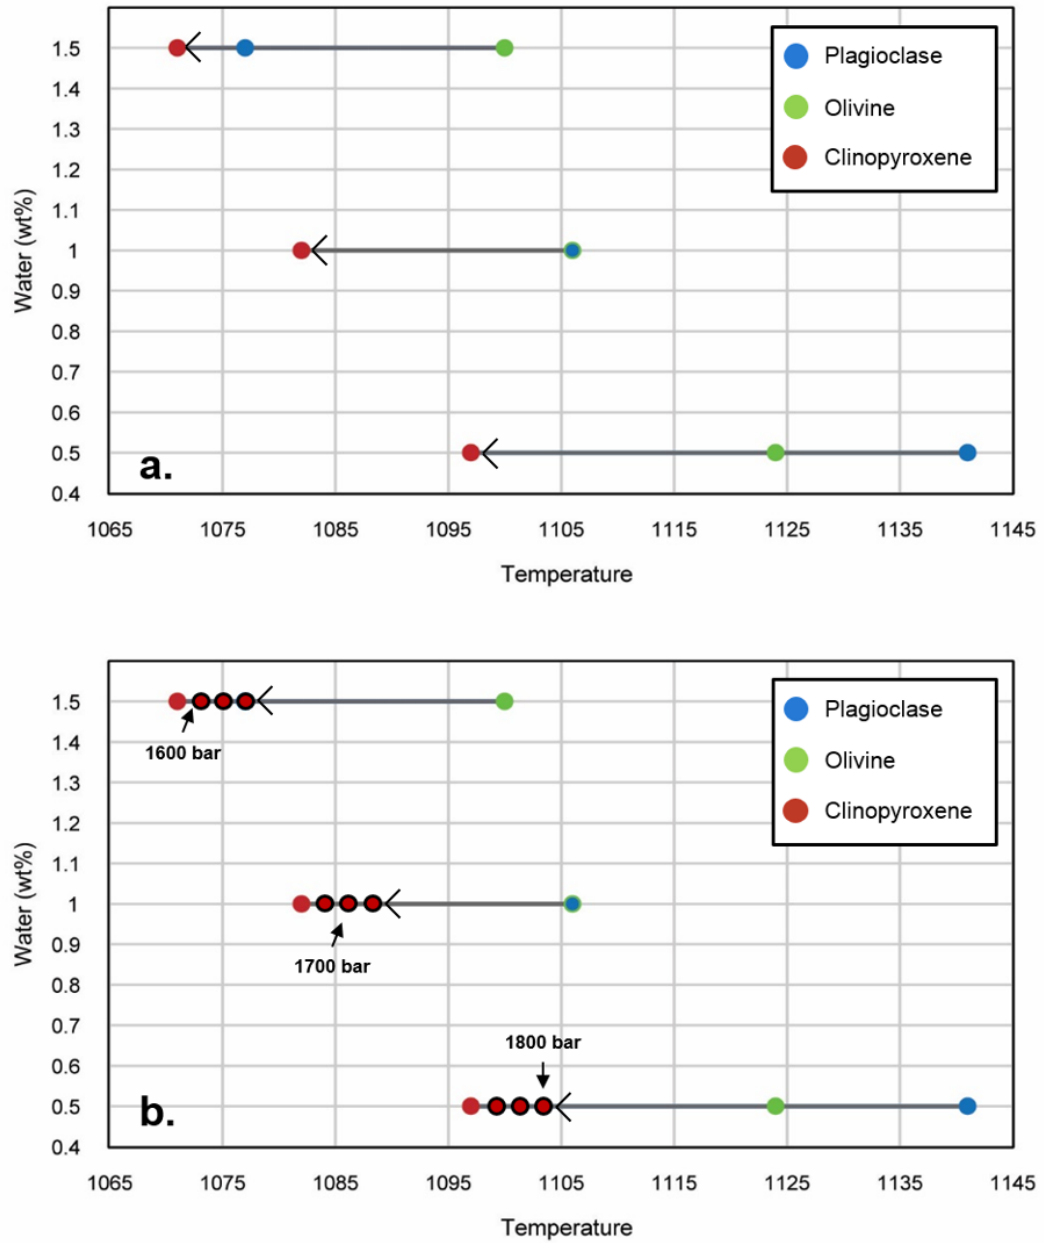 1.5
1.4
1.3
1.2
1.1
1
0.9
0.8
0.7
0.6
0.5
0.4
Water (wt%)
Plagioclase
Olivine
Clinopyroxene
a.
1065 1075 1085 1095 1105 1115 1125 1135 1145
Temperature
1.5
1.4
1.3
1.2
1.1
1
0.9
0.8
0.7
0.6
0.5
0.4
Water (wt%)
Plagioclase
Olivine
Clinopyroxene
1600 bar
1700 bar
1800 bar
b.
1065 1075 1085 1095 1105 1115 1125 1135 1145
Temperature